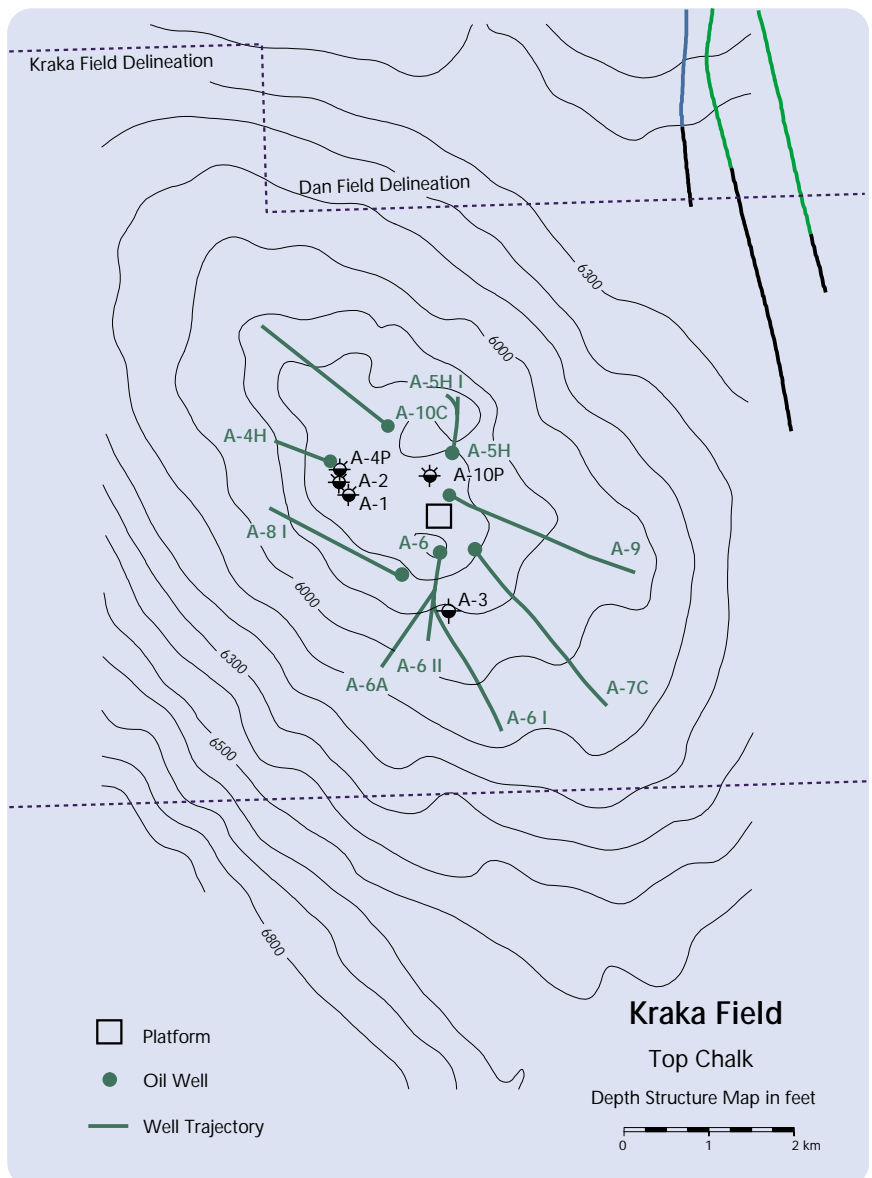 Kraka Field Delineation
Dan Field Delineation
6300
6000
A-5H I
A-10C
A-4H
A-5H
A-4P
A-10P
A-2
A-1
A-8 I
A-6
A-9
6000
A-3
6300
A-6 II
A-6A
A-7C
A-6 I
6500
6800
Kraka Field
Top Chalk
Depth Structure Map in feet
0 1 2 km
Platform
Oil Well
Well Trajectory